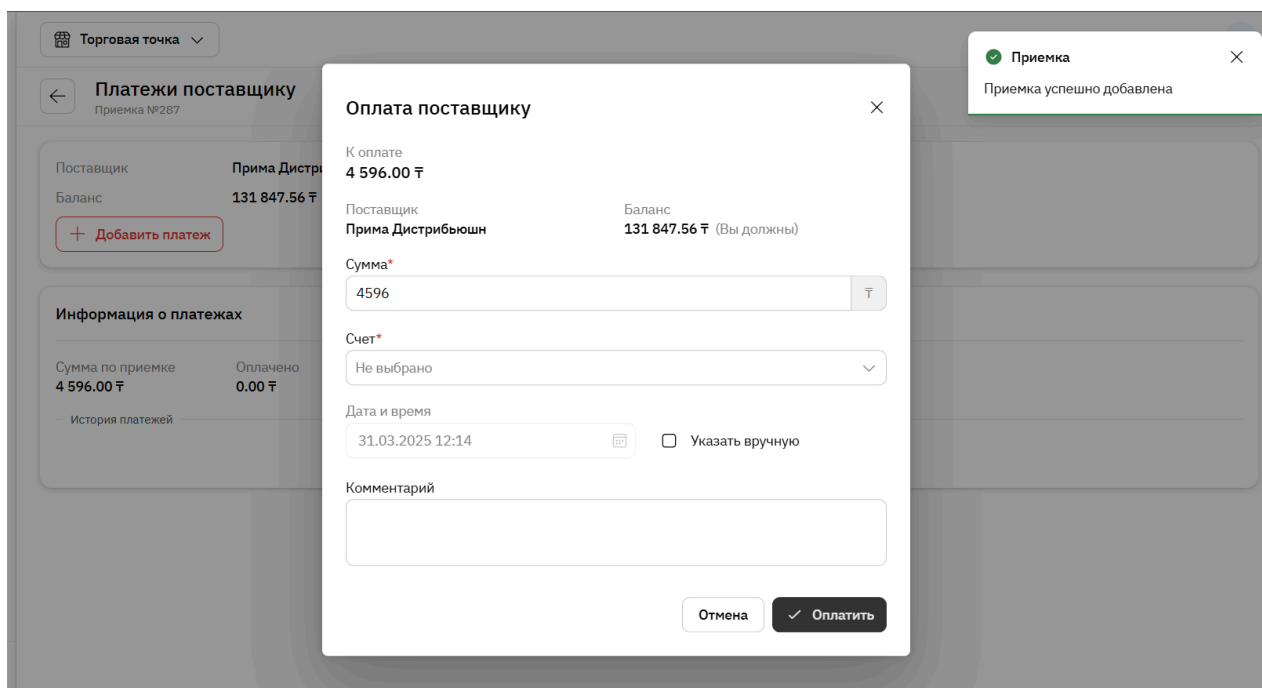 Торговая точка
Приемка
Приемка успешно добавлена
Платежи поставщику
Приемка №287
Поставщик Прима Дистри
Баланс 131 847.56 ₸
Добавить платеж
Информация о платежах
Сумма по приемке Оплачено
4 596.00 ₸ 0.00 ₸
История платежей
Оплата поставщику
К оплате
4 596.00 ₸
Поставщик Баланс
Прима Дистрибьюшн 131 847.56 ₸ (Вы должны)
Сумма*
4596 ₸
Счет*
Не выбрано
Дата и время
31.03.2025 12:14 Указать вручную
Комментарий
Отмена Оплатить